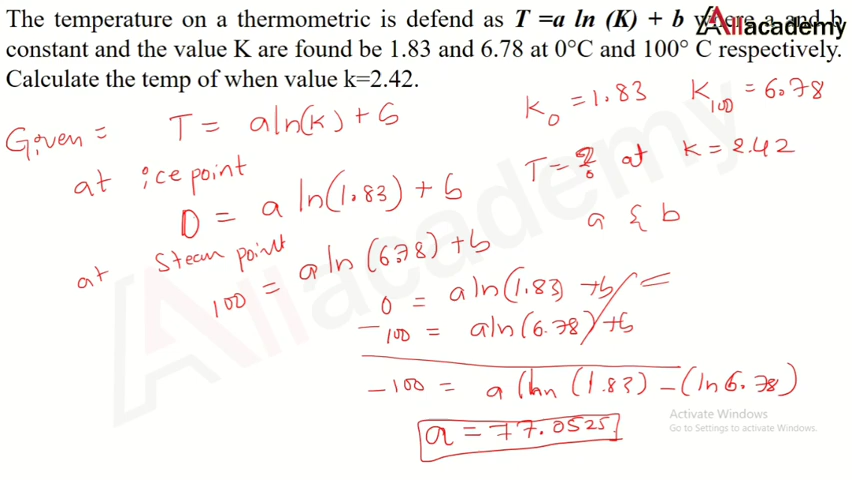 The temperature on a thermometric is defend as T =a ln (K) + b where a and b
constant and the value K are found be 1.83 and 6.78 at 0°C and 100° C respectively.
Calculate the temp of when value k=2.42.
Allacademy
Given = T = aln(K) + b
K₀ = 1.83 K₁₀₀ = 6.78
T = ? at K = 2.42
a & b
at icepoint
0 = a ln(1.83) + b
at Steam point
100 = a ln (6.78) + b
0 = aln(1.83) + b
-100 = aln(6.78) + b
-100 = a (ln (1.83) - (ln 6.78)
a = 77.0525
Allacademy
Activate Windows
Go to Settings to activate Windows.